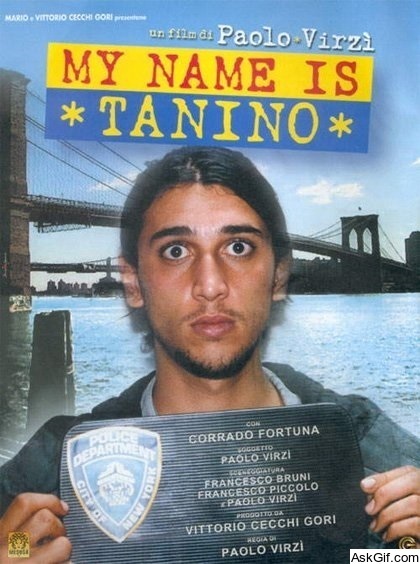 MARIO e VITTORIO CECCHI GORI presentano
un film di Paolo*Virzì
MY NAME IS
*TANINO*
CON
CORRADO FORTUNA
SOGGETTO
PAOLO VIRZÌ
SCENEGGIATURA
FRANCESCO BRUNI
FRANCESCO PICCOLO
e PAOLO VIRZÌ
PRODOTTO DA
VITTORIO CECCHI GORI
REGIA DI
PAOLO VIRZÌ
POLICE
DEPARTMENT
CITY OF
NEW YORK
MEDUSA
AskGif.com